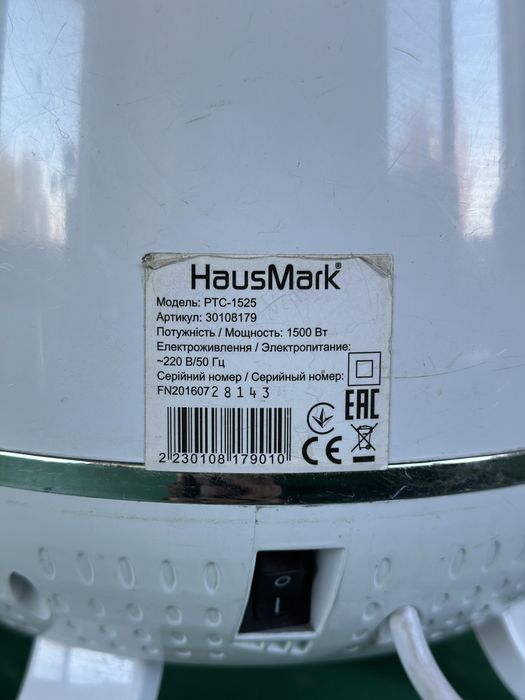 HausMark®
Модель: PTC-1525
Артикул: 30108179
Потужність / Мощность: 1500 Вт
Електроживлення / Электропитание:
~220 В/50 Гц
Серійний номер / Серийный номер:
FN20160728143
EAC
CE
2 230108 179010
O
I